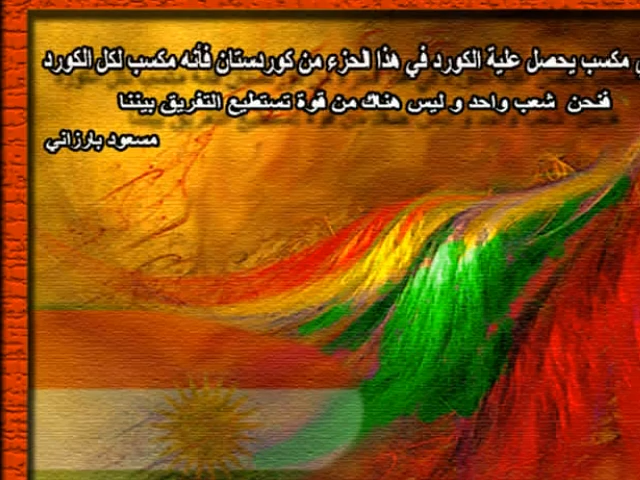 مكسب يحصل علية الكورد في هذا الحزء من كوردستان فأنه مكسب لكل الكورد
فنحن شعب واحد و ليس هناك من قوة تستطيع التفريق بيننا
مسعود بارزاني